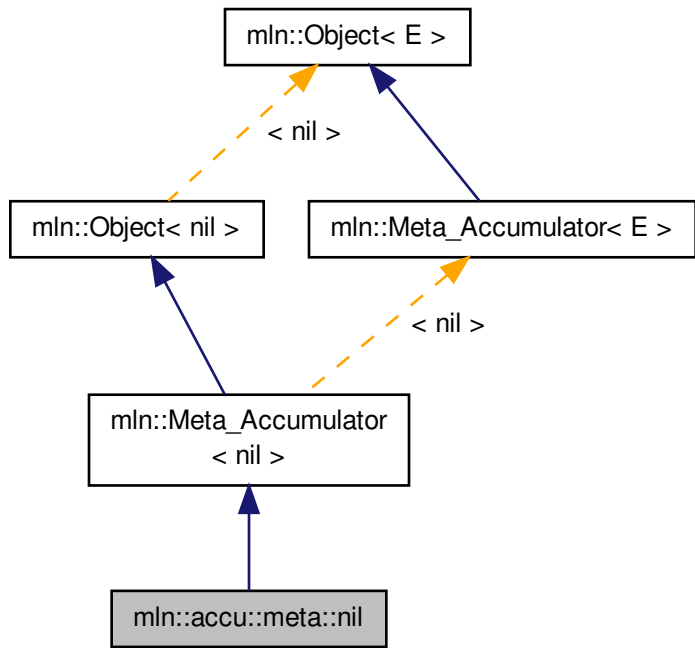 mln::Object< E >
< nil >
mln::Object< nil >
mln::Meta_Accumulator< E >
< nil >
mln::Meta_Accumulator
< nil >
mln::accu::meta::nil